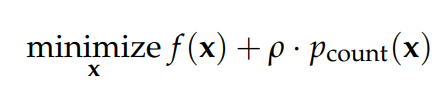 minimize f(x) + ρ · p_count(x)
x